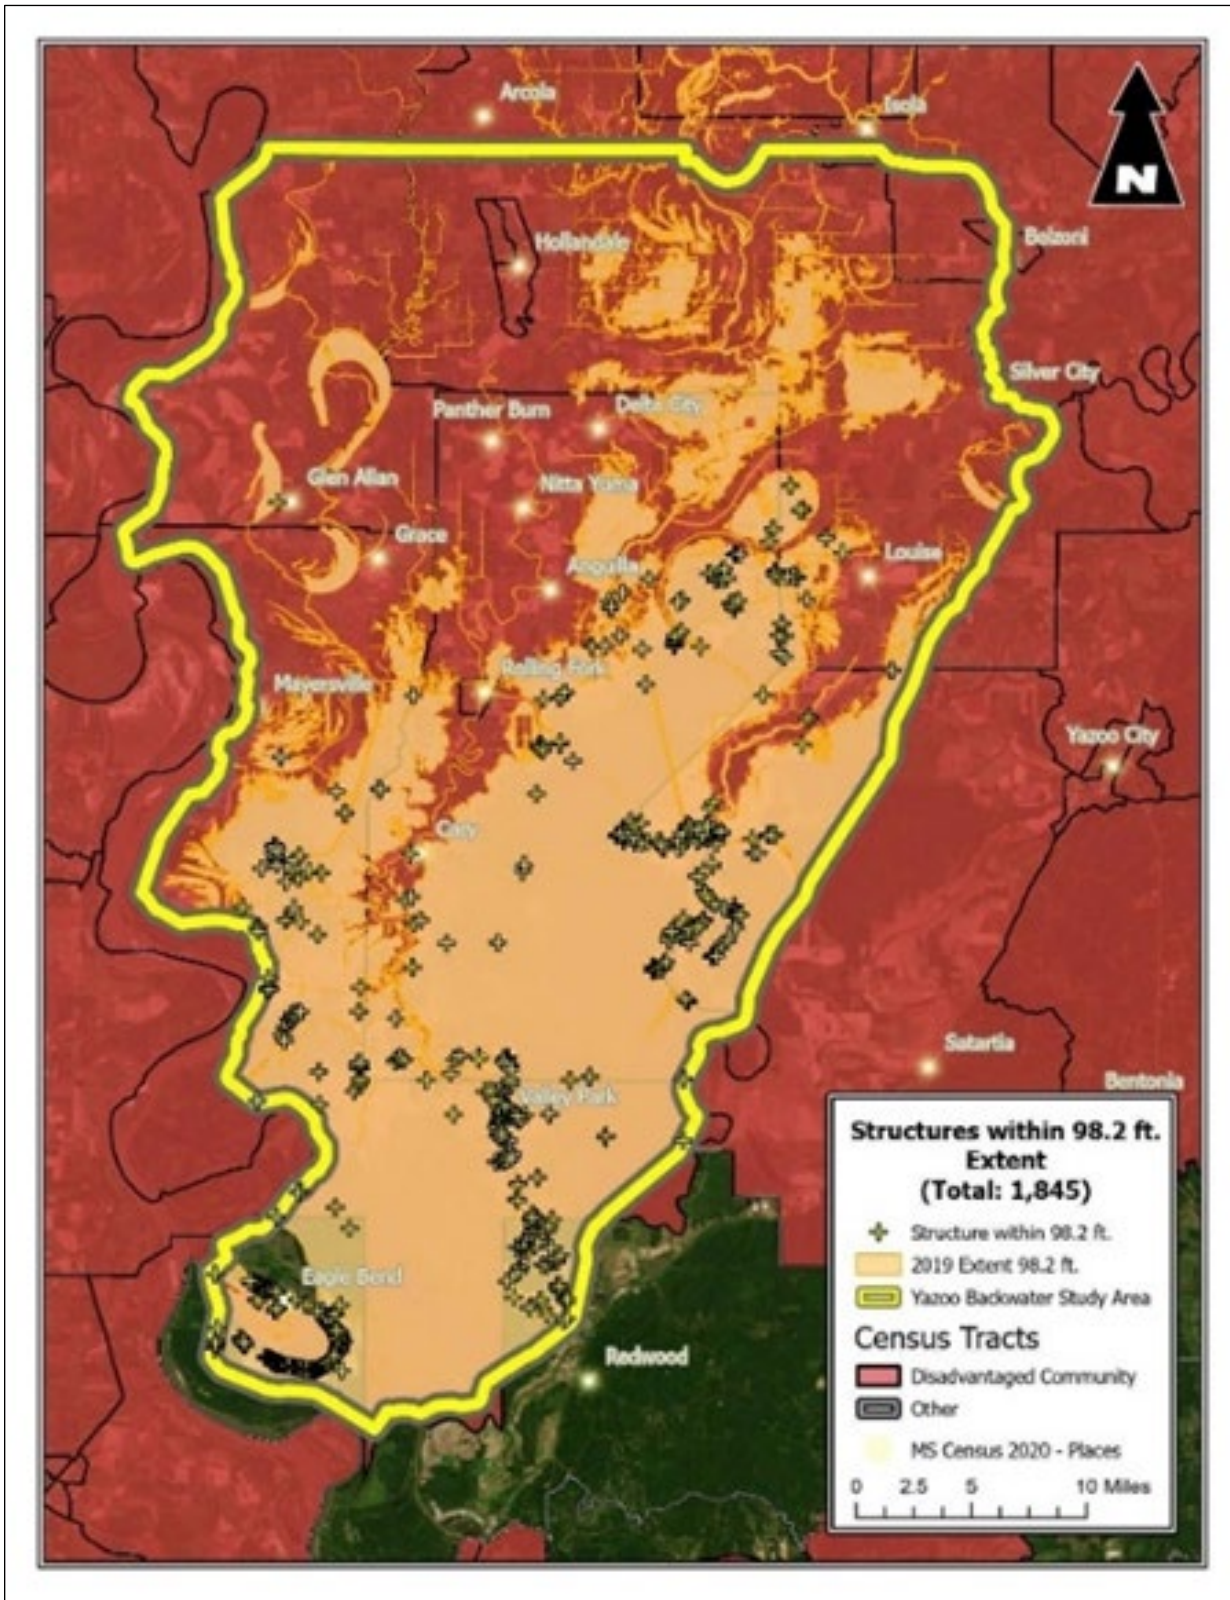 Arcola
Isola
N
Hollandale
Belzoni
Silver City
Panther Burn
Delta City
Glen Allan
Nitta Yuma
Grace
Anguilla
Louise
Rolling Fork
Mayersville
Yazoo City
Cary
Satartia
Bentonia
Valley Park
Eagle Bend
Redwood
Structures within 98.2 ft.
Extent
(Total: 1,845)
Structure within 98.2 ft.
2019 Extent 98.2 ft.
Yazoo Backwater Study Area
Census Tracts
Disadvantaged Community
Other
MS Census 2020 - Places
0 2.5 5 10 Miles